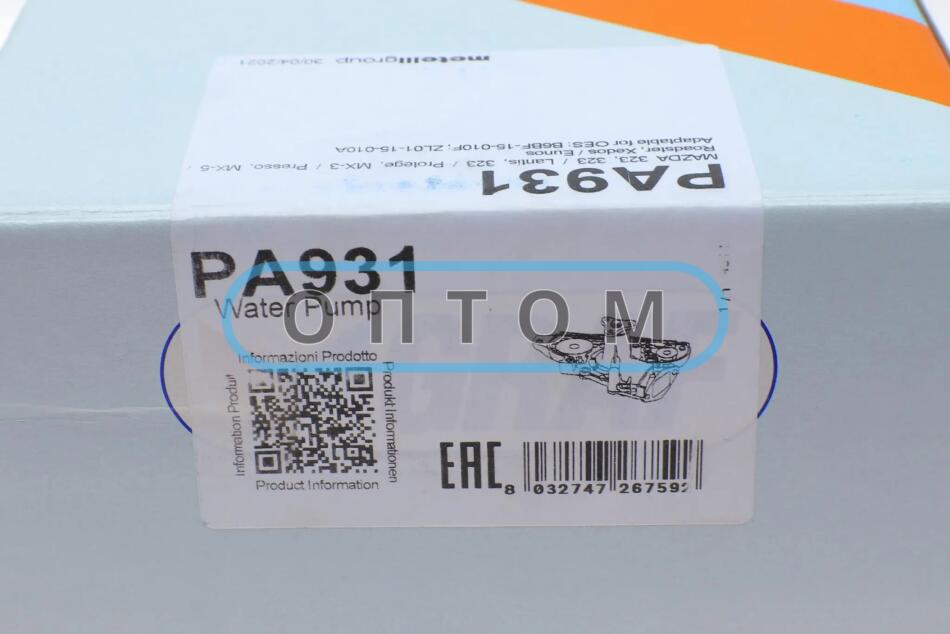 metelligroup 30/04/2021
Adaptable for OES: B6BF-15-010F; ZL01-15-010A
Roadster, Xedos / Eunos
MAZDA 323, 323 / Lantis, 323 / Protege, MX-3 / Presso, MX-5
PA931
PA931
Water Pump
ОПТОМ
Informazioni Prodotto
Information Produit
Produkt Informationen
Product Information
1/1
EAC
8 032747 26759